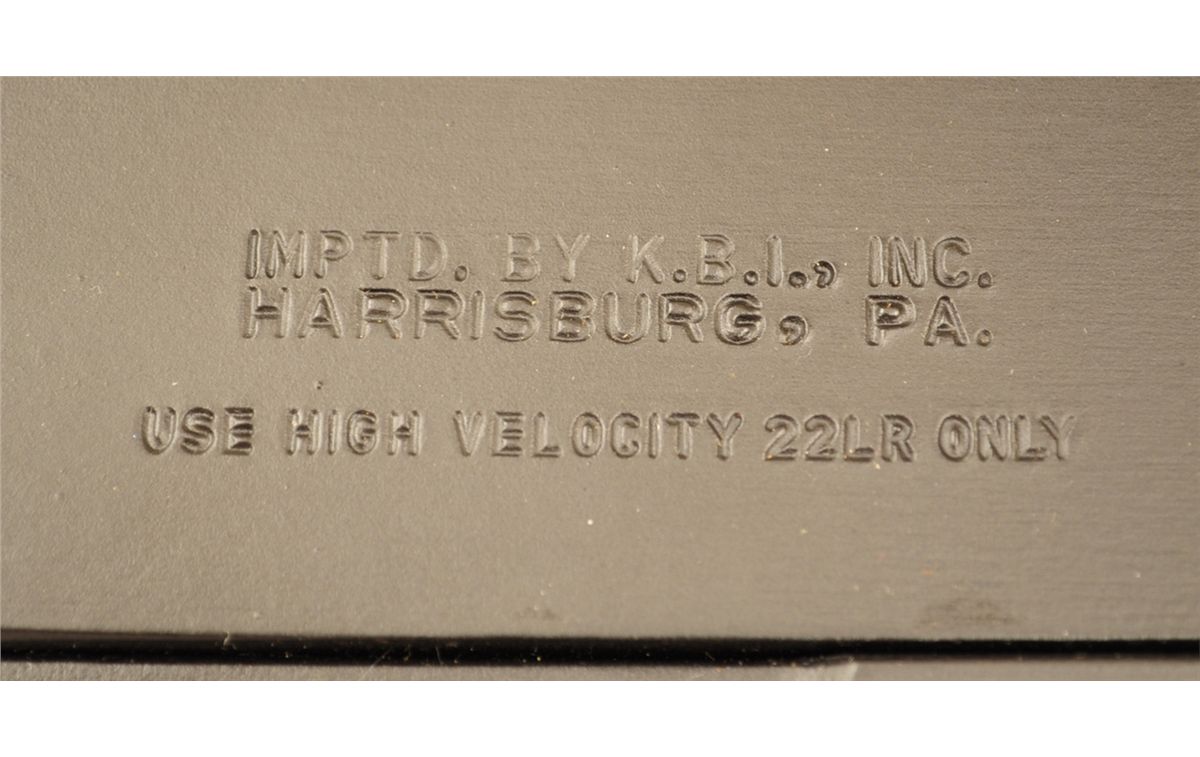 IMPTD. BY K.B.I., INC.
HARRISBURG, PA.
USE HIGH VELOCITY 22LR ONLY